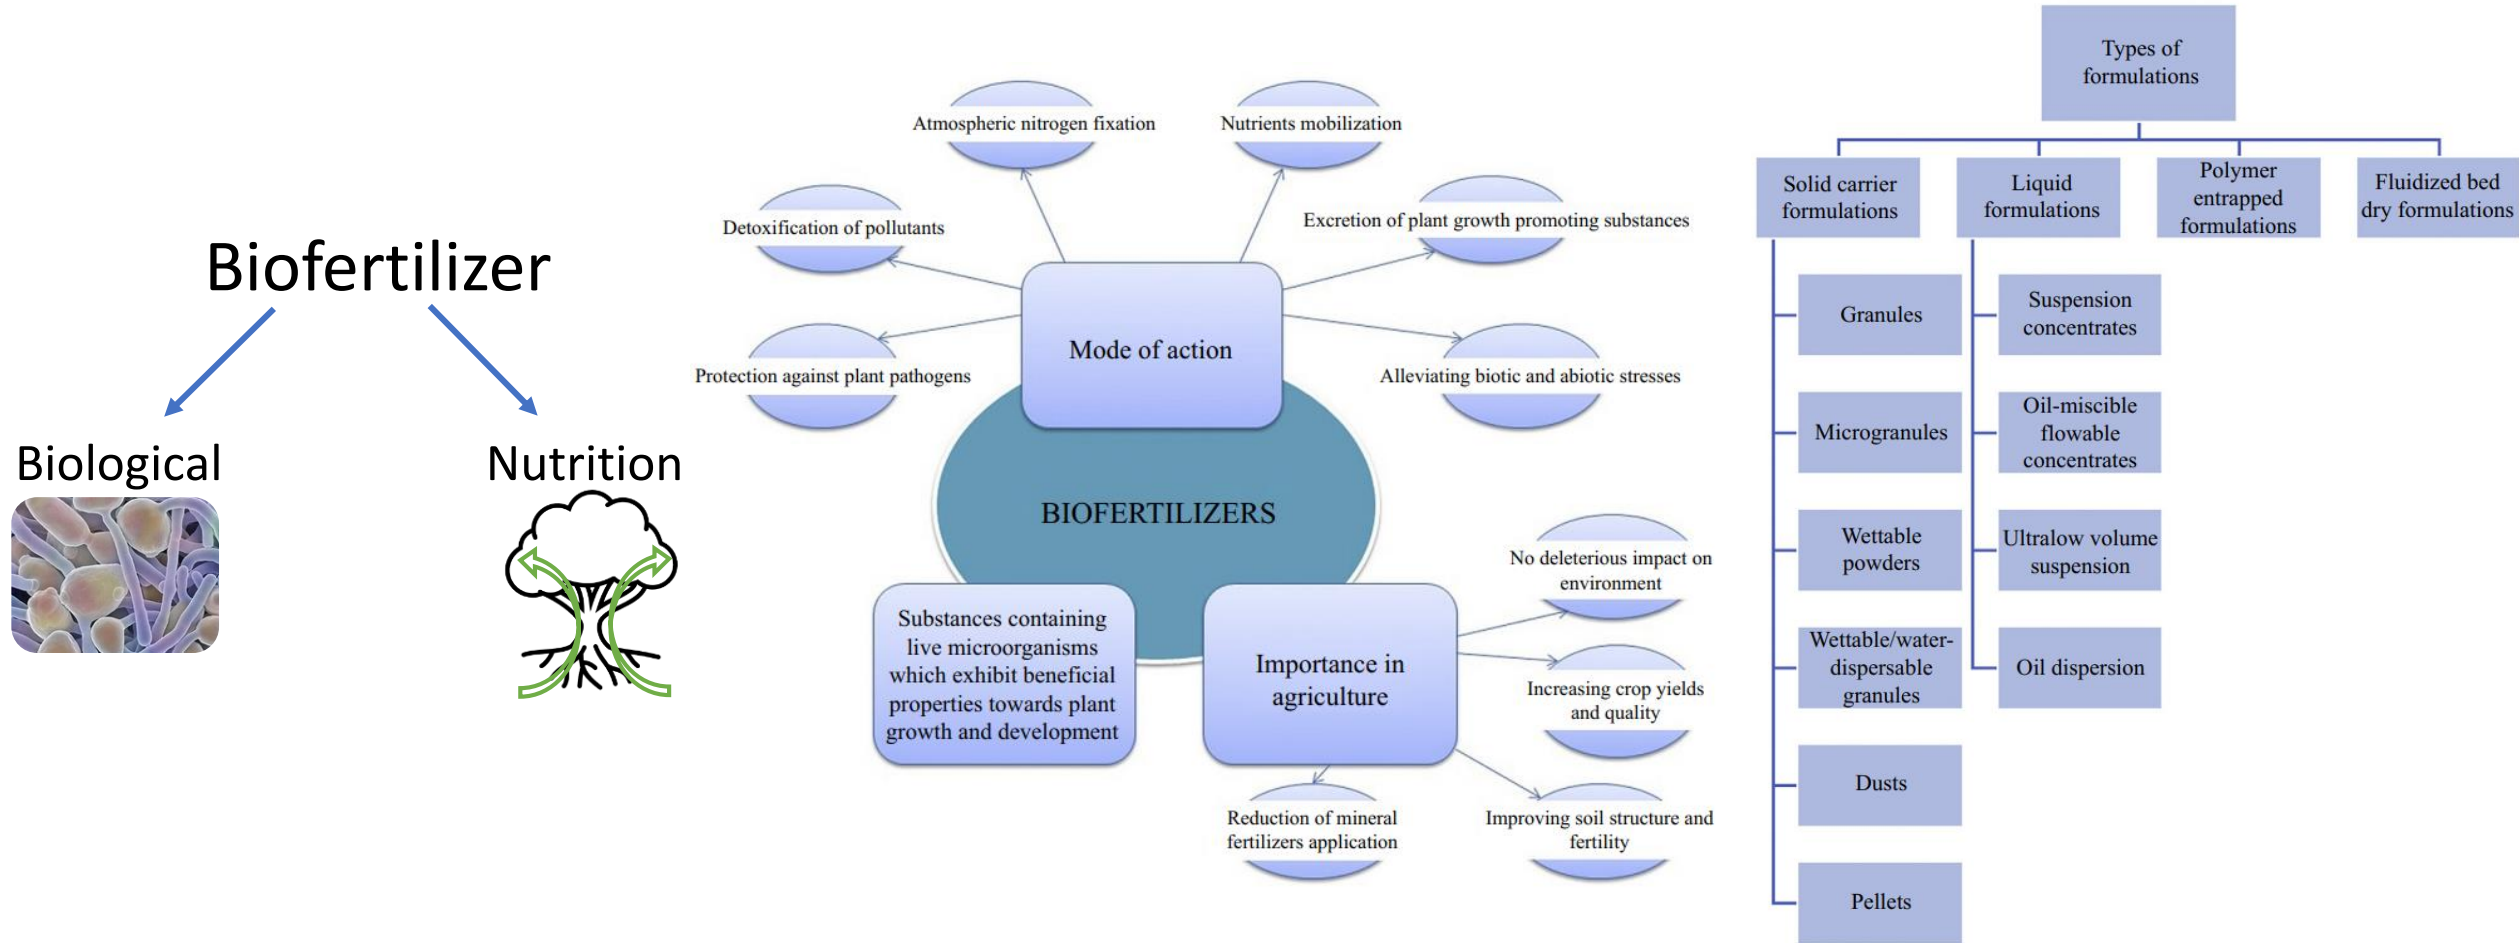 Biofertilizer
Biological
Nutrition
Atmospheric nitrogen fixation
Nutrients mobilization
Detoxification of pollutants
Excretion of plant growth promoting substances
Mode of action
Protection against plant pathogens
Alleviating biotic and abiotic stresses
BIOFERTILIZERS
Substances containing
live microorganisms
which exhibit beneficial
properties towards plant
growth and development
Importance in
agriculture
No deleterious impact on
environment
Increasing crop yields
and quality
Reduction of mineral
fertilizers application
Improving soil structure and
fertility
Types of
formulations
Solid carrier
formulations
Liquid
formulations
Polymer
entrapped
formulations
Fluidized bed
dry formulations
Granules
Microgranules
Wettable
powders
Wettable/water-
dispersable
granules
Dusts
Pellets
Suspension
concentrates
Oil-miscible
flowable
concentrates
Ultralow volume
suspension
Oil dispersion